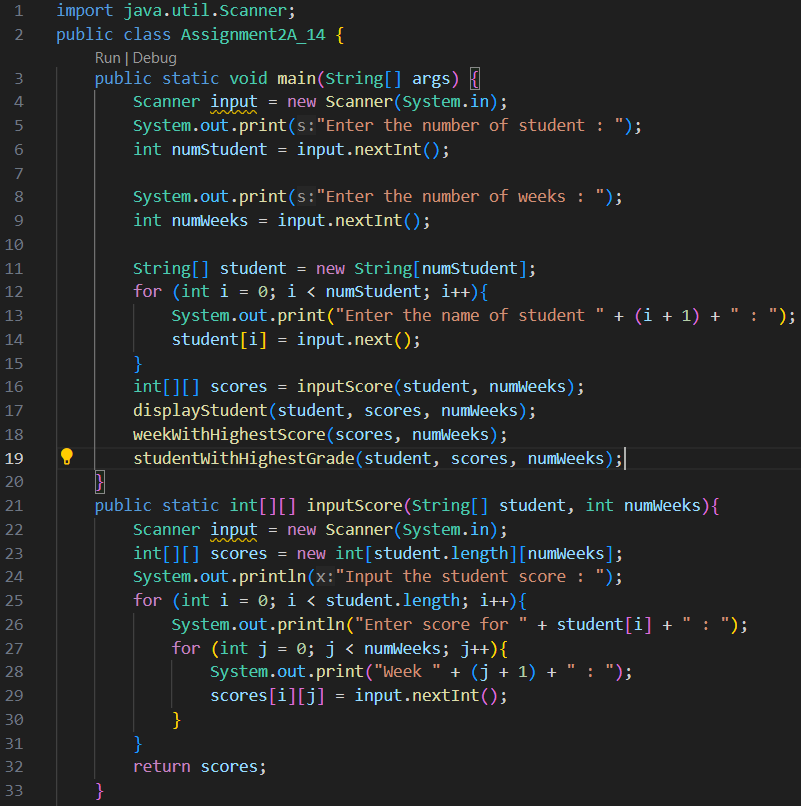 1 import java.util.Scanner;
2 public class Assignment2A_14 {
Run | Debug
3 public static void main(String[] args) {
4 Scanner input = new Scanner(System.in);
5 System.out.print(s:"Enter the number of student : ");
6 int numStudent = input.nextInt();
7
8 System.out.print(s:"Enter the number of weeks : ");
9 int numWeeks = input.nextInt();
10
11 String[] student = new String[numStudent];
12 for (int i = 0; i < numStudent; i++){
13 System.out.print("Enter the name of student " + (i + 1) + " : ");
14 student[i] = input.next();
15 }
16 int[][] scores = inputScore(student, numWeeks);
17 displayStudent(student, scores, numWeeks);
18 weekWithHighestScore(scores, numWeeks);
19 studentWithHighestGrade(student, scores, numWeeks);
20 }
21 public static int[][] inputScore(String[] student, int numWeeks){
22 Scanner input = new Scanner(System.in);
23 int[][] scores = new int[student.length][numWeeks];
24 System.out.println(x:"Input the student score : ");
25 for (int i = 0; i < student.length; i++){
26 System.out.println("Enter score for " + student[i] + " : ");
27 for (int j = 0; j < numWeeks; j++){
28 System.out.print("Week " + (j + 1) + " : ");
29 scores[i][j] = input.nextInt();
30 }
31 }
32 return scores;
33 }